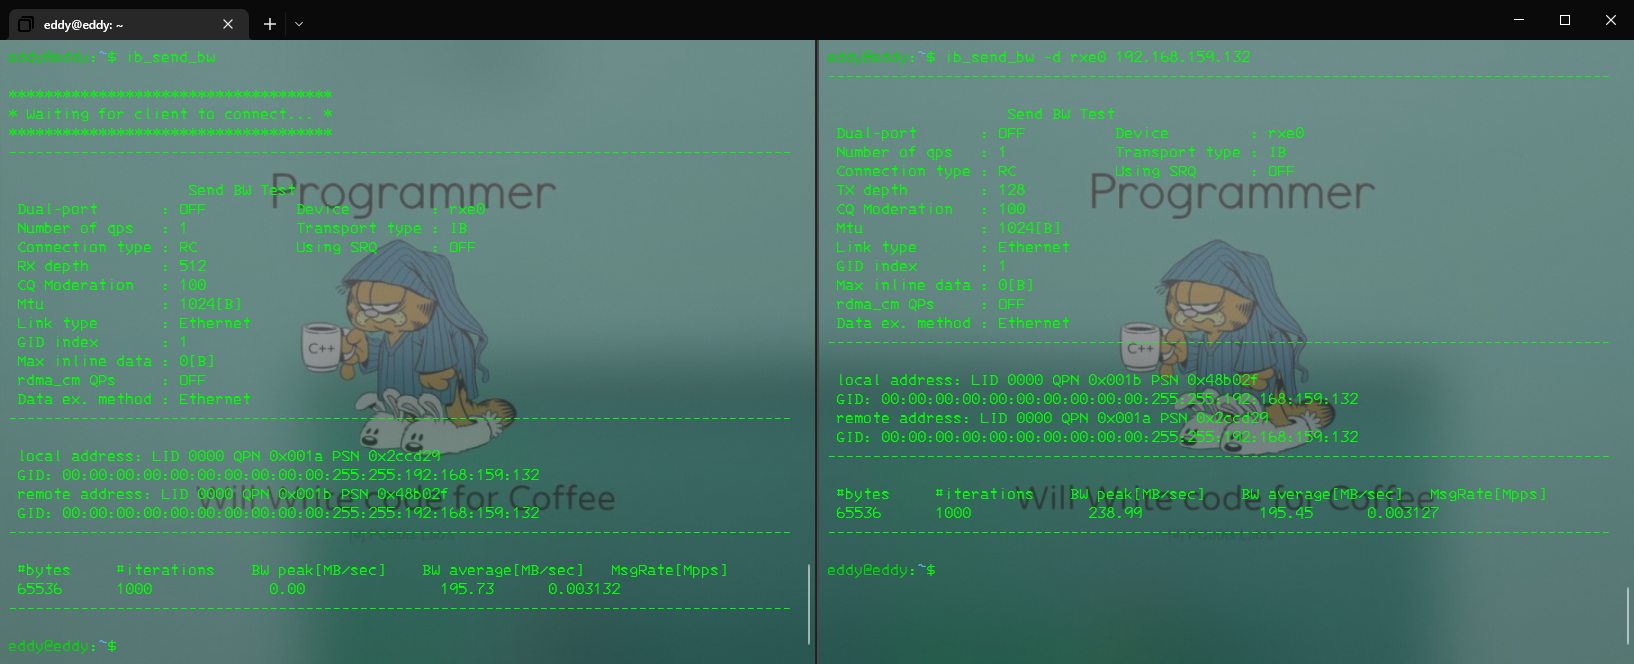 eddy@eddy: ~
eddy@eddy:~$ ib_send_bw
************************************
* Waiting for client to connect... *
************************************
---------------------------------------------------------------------------------------
Send BW Test
Dual-port : OFF Device : rxe0
Number of qps : 1 Transport type : IB
Connection type : RC Using SRQ : OFF
RX depth : 512
CQ Moderation : 100
Mtu : 1024[B]
Link type : Ethernet
GID index : 1
Max inline data : 0[B]
rdma_cm QPs : OFF
Data ex. method : Ethernet
---------------------------------------------------------------------------------------
local address: LID 0000 QPN 0x001a PSN 0x2ccd29
GID: 00:00:00:00:00:00:00:00:00:00:255:255:192:168:159:132
remote address: LID 0000 QPN 0x001b PSN 0x48b02f
GID: 00:00:00:00:00:00:00:00:00:00:255:255:192:168:159:132
---------------------------------------------------------------------------------------
#bytes #iterations BW peak[MB/sec] BW average[MB/sec] MsgRate[Mpps]
65536 1000 0.00 195.73 0.003132
---------------------------------------------------------------------------------------
eddy@eddy:~$
Programmer
C++
Will Write code for Coffee
eddy@eddy:~$ ib_send_bw -d rxe0 192.168.159.132
---------------------------------------------------------------------------------------
Send BW Test
Dual-port : OFF Device : rxe0
Number of qps : 1 Transport type : IB
Connection type : RC Using SRQ : OFF
TX depth : 128
CQ Moderation : 100
Mtu : 1024[B]
Link type : Ethernet
GID index : 1
Max inline data : 0[B]
rdma_cm QPs : OFF
Data ex. method : Ethernet
---------------------------------------------------------------------------------------
local address: LID 0000 QPN 0x001b PSN 0x48b02f
GID: 00:00:00:00:00:00:00:00:00:00:255:255:192:168:159:132
remote address: LID 0000 QPN 0x001a PSN 0x2ccd29
GID: 00:00:00:00:00:00:00:00:00:00:255:255:192:168:159:132
---------------------------------------------------------------------------------------
#bytes #iterations BW peak[MB/sec] BW average[MB/sec] MsgRate[Mpps]
65536 1000 238.99 195.45 0.003127
---------------------------------------------------------------------------------------
eddy@eddy:~$
Programmer
C++
Will Write code for Coffee